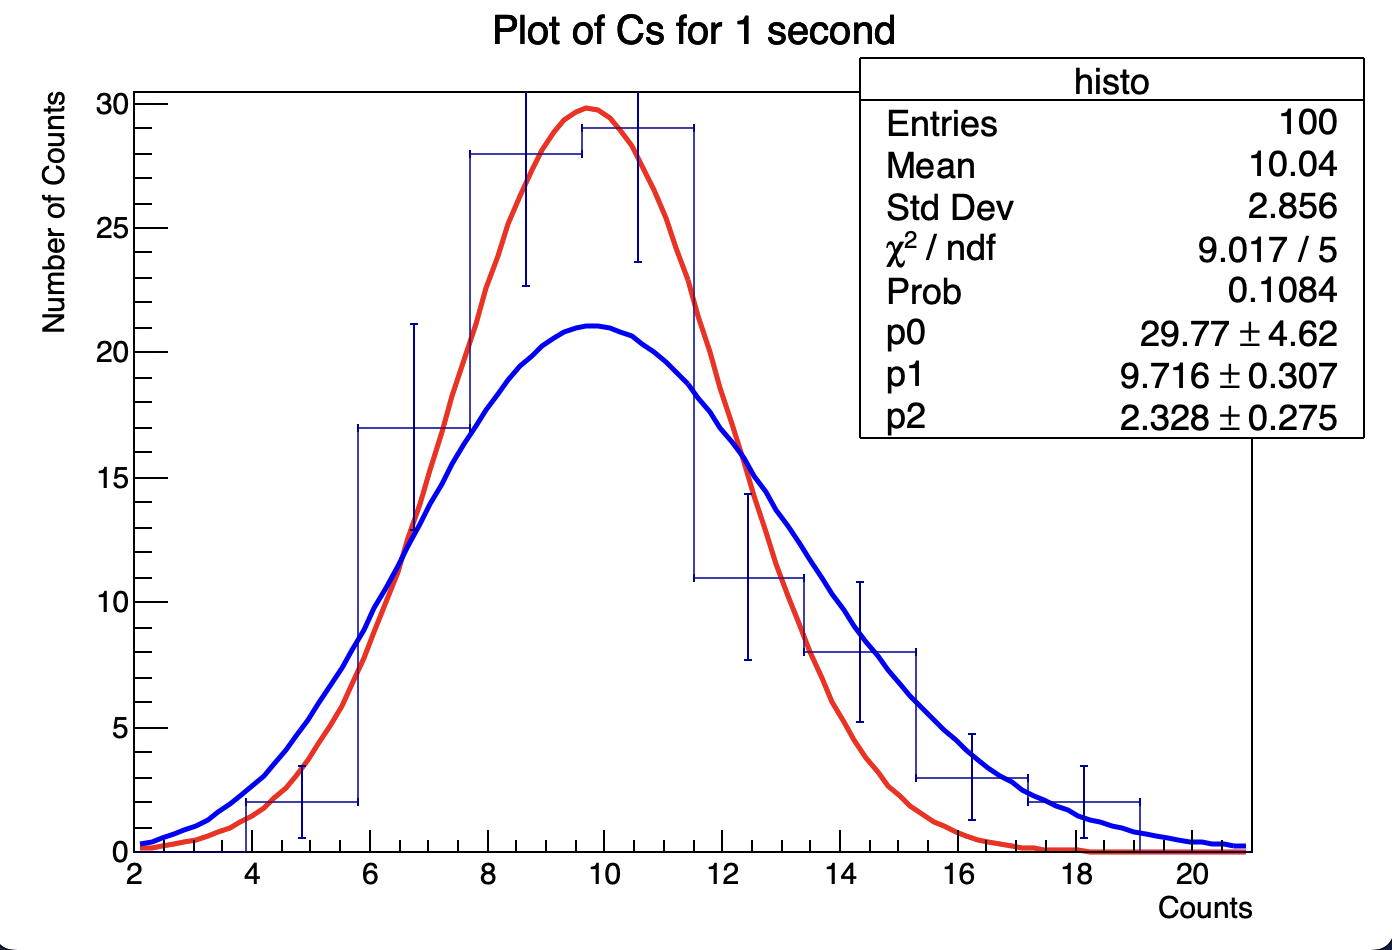 Plot of Cs for 1 second
histo
Entries 100
Mean 10.04
Std Dev 2.856
χ² / ndf 9.017 / 5
Prob 0.1084
p0 29.77 ± 4.62
p1 9.716 ± 0.307
p2 2.328 ± 0.275
Number of Counts
30
25
20
15
10
5
0
2 4 6 8 10 12 14 16 18 20
Counts